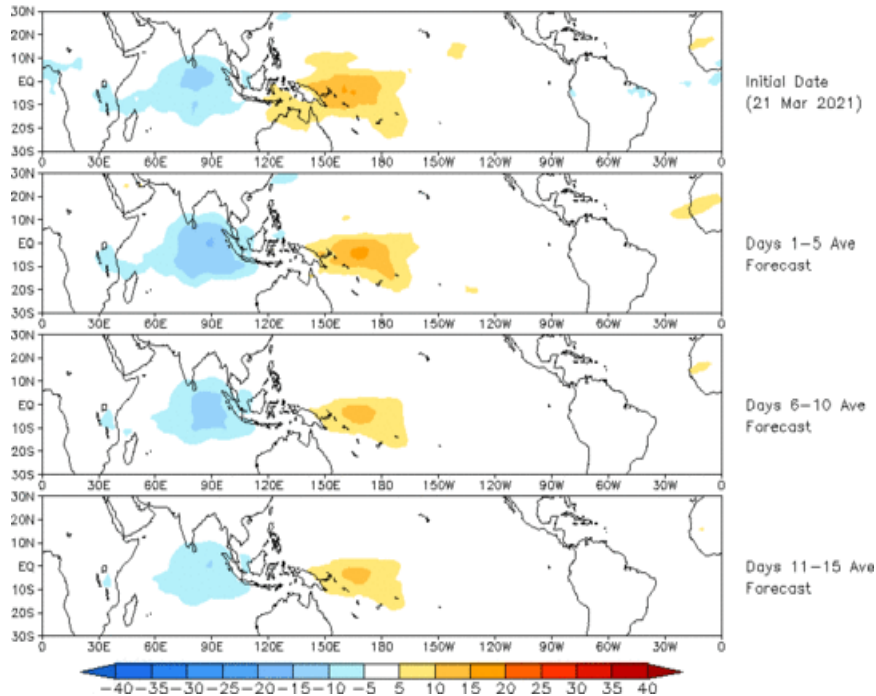 30N
20N
10N
EQ
10S
20S
30S
0 30E 60E 90E 120E 150E 180 150W 120W 90W 60W 30W 0
Initial Date
(21 Mar 2021)
30N
20N
10N
EQ
10S
20S
30S
0 30E 60E 90E 120E 150E 180 150W 120W 90W 60W 30W 0
Days 1-5 Ave
Forecast
30N
20N
10N
EQ
10S
20S
30S
0 30E 60E 90E 120E 150E 180 150W 120W 90W 60W 30W 0
Days 6-10 Ave
Forecast
30N
20N
10N
EQ
10S
20S
30S
0 30E 60E 90E 120E 150E 180 150W 120W 90W 60W 30W 0
Days 11-15 Ave
Forecast
-40 -35 -30 -25 -20 -15 -10 -5 5 10 15 20 25 30 35 40